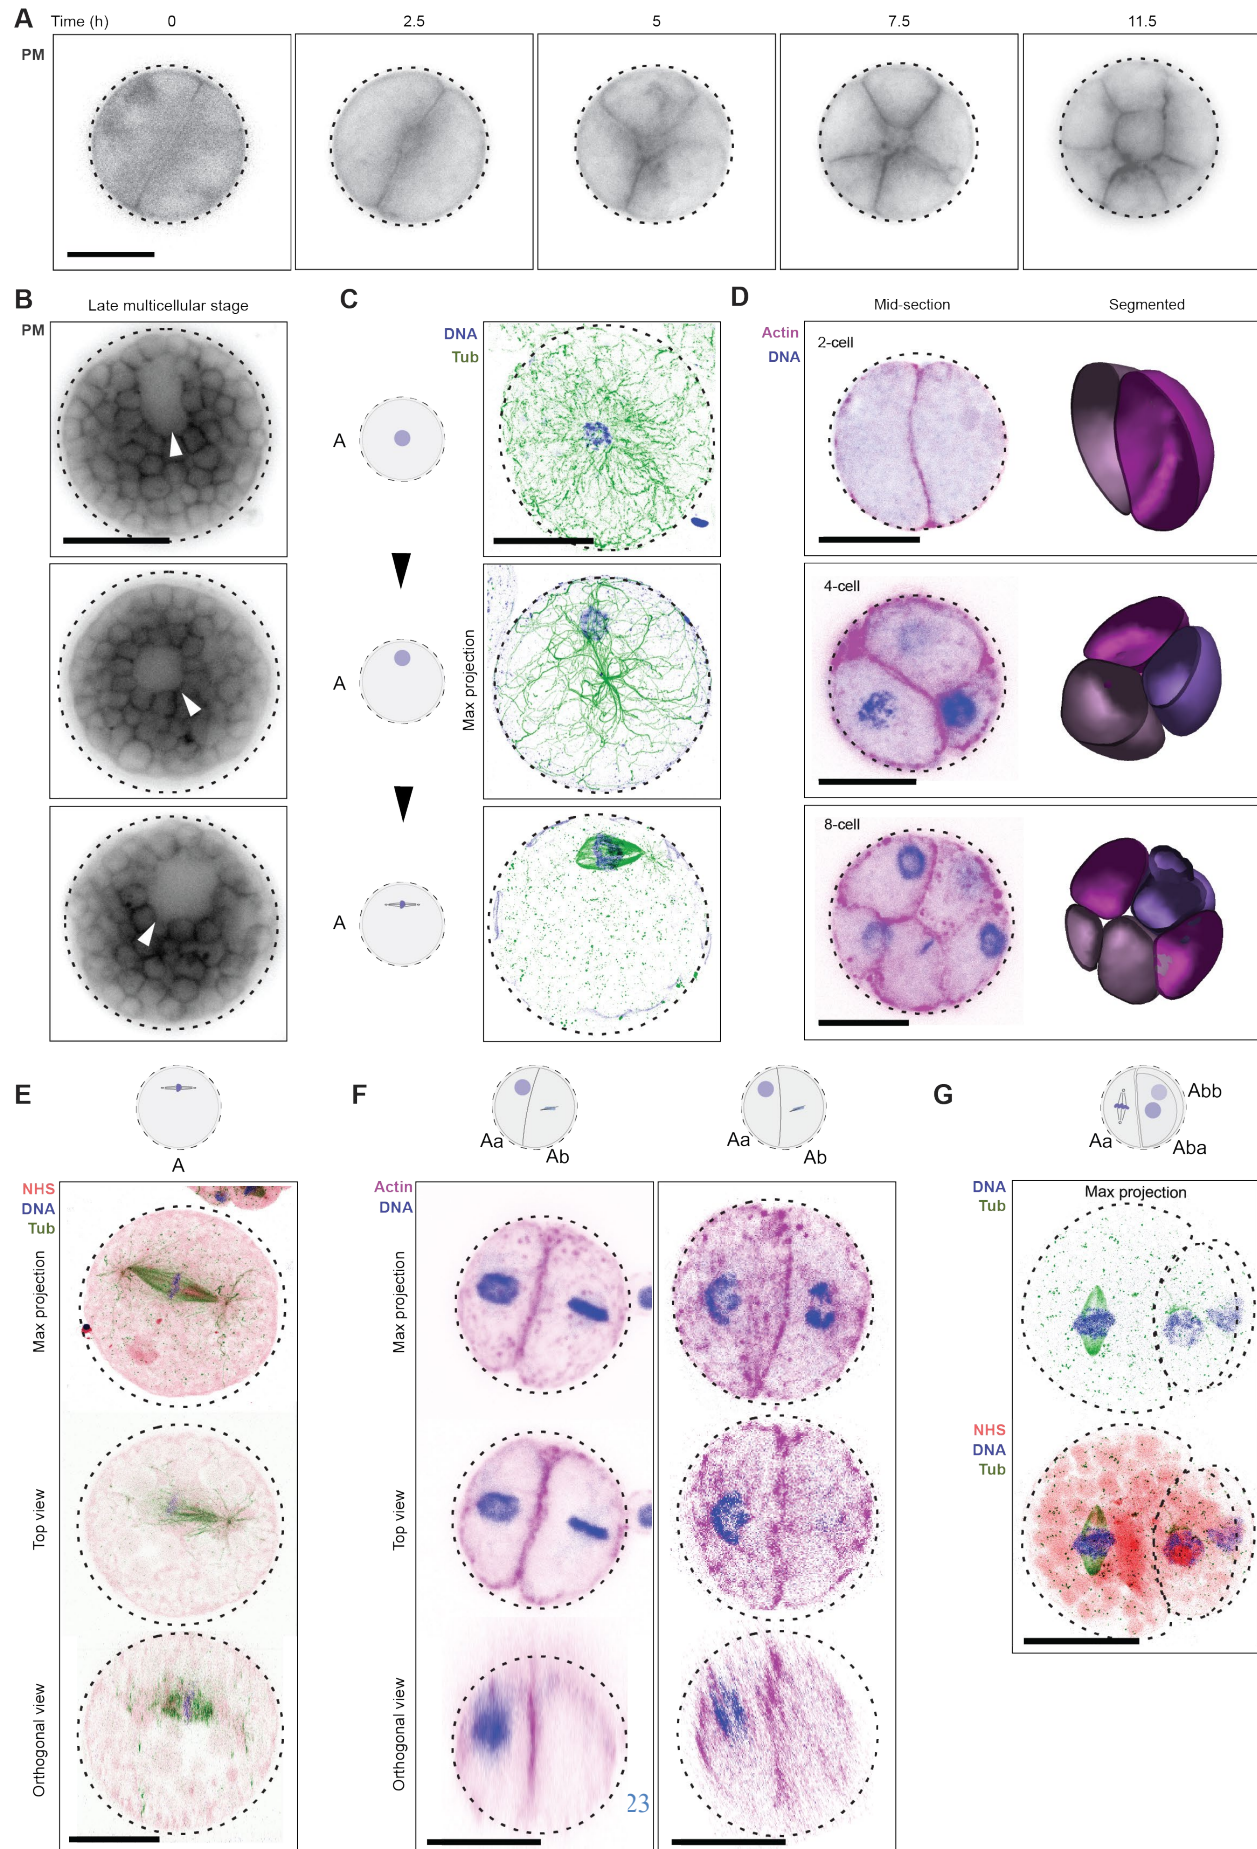 A
Time (h) 0 2.5 5 7.5 11.5
PM
B
Late multicellular stage
PM
C
DNA
Tub
A
A
A
Max projection
D
Mid-section Segmented
Actin
DNA
2-cell
4-cell
8-cell
E
A
NHS
DNA
Tub
Max projection
Top view
Orthogonal view
F
Aa
Ab
Aa
Ab
Actin
DNA
Max projection
Top view
Orthogonal view
23
G
Abb
Aa
Aba
DNA
Tub
Max projection
NHS
DNA
Tub